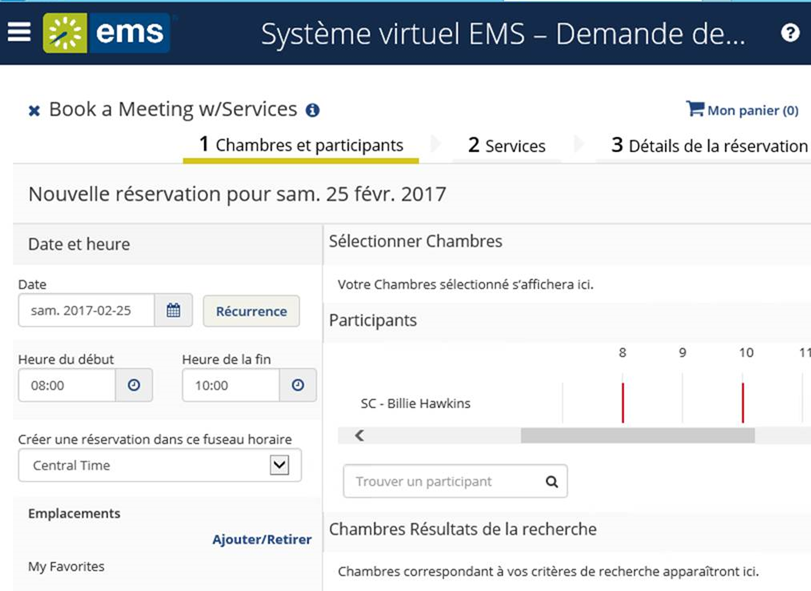 ems
Système virtuel EMS – Demande de...
Book a Meeting w/Services
Mon panier (0)
1 Chambres et participants
2 Services
3 Détails de la réservation
Nouvelle réservation pour sam. 25 févr. 2017
Date et heure
Date
sam. 2017-02-25
Récurrence
Heure du début
Heure de la fin
08:00
10:00
Créer une réservation dans ce fuseau horaire
Central Time
Emplacements
Ajouter/Retirer
My Favorites
Sélectionner Chambres
Votre Chambres sélectionné s’affichera ici.
Participants
8 9 10 11
SC - Billie Hawkins
Trouver un participant
Chambres Résultats de la recherche
Chambres correspondant à vos critères de recherche apparaîtront ici.